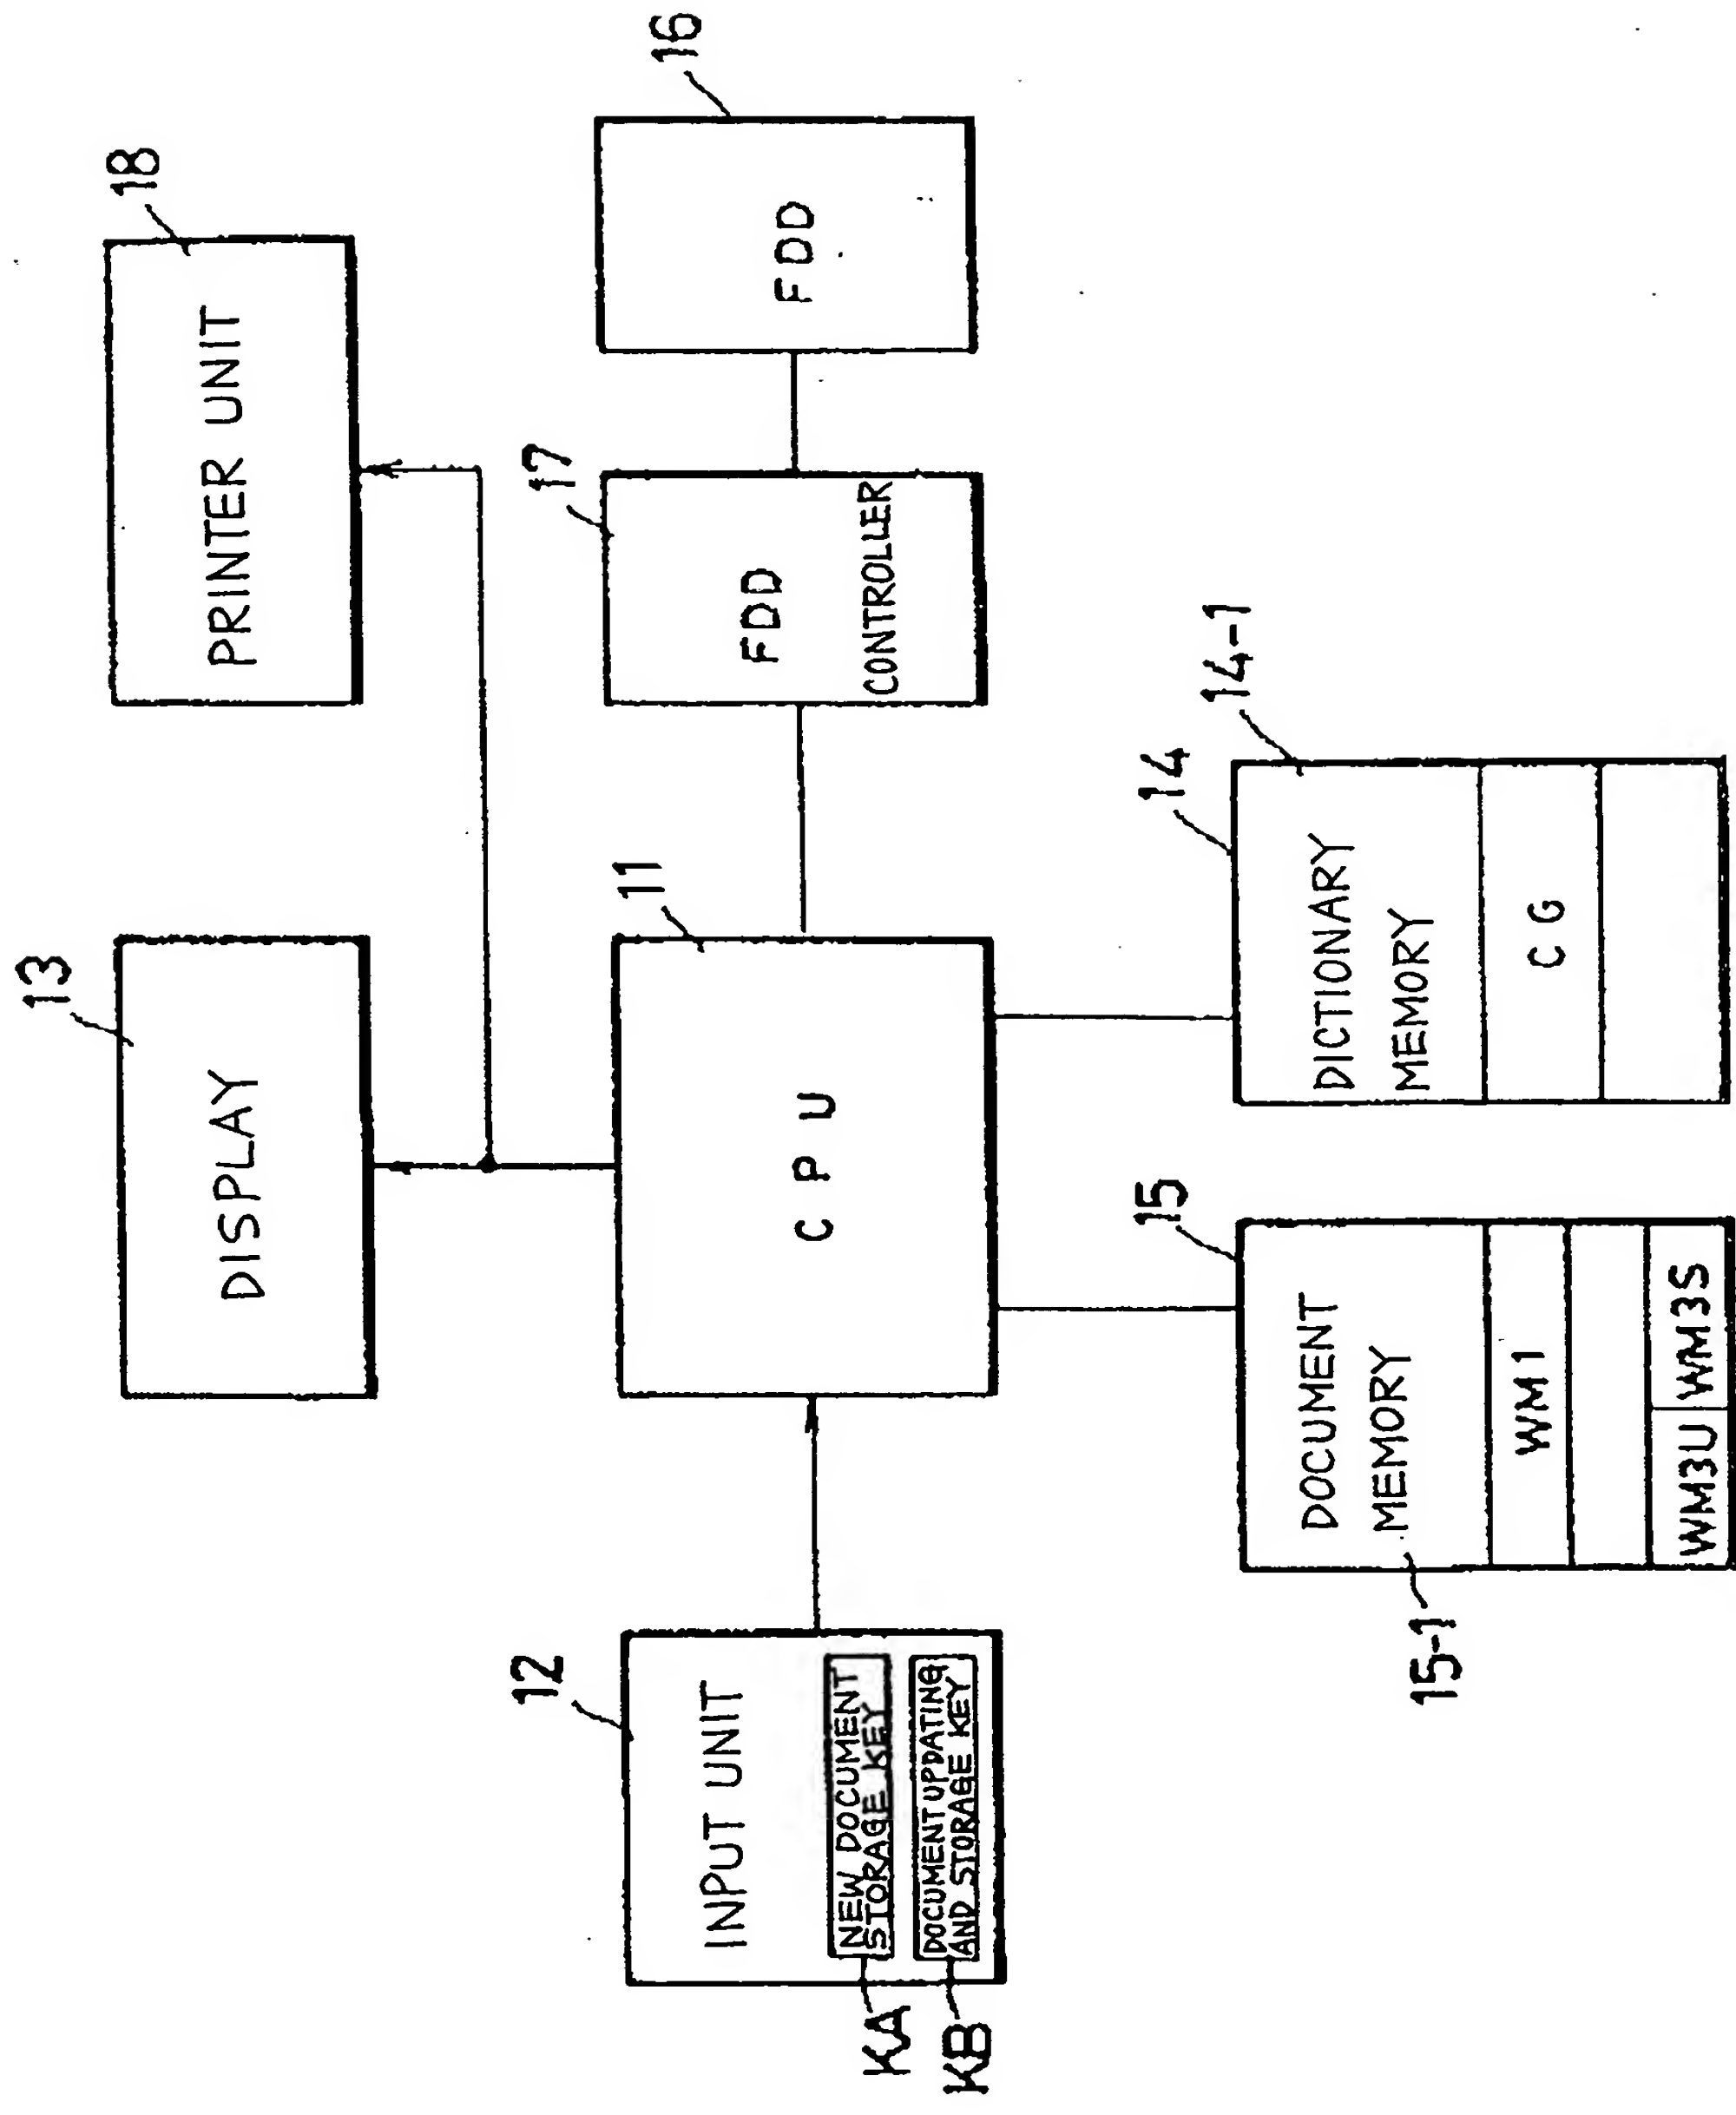 13
DISPLAY
18
PRINTER UNIT
12
INPUT UNIT
NEW DOCUMENT
STORAGE KEY
DOCUMENT UPDATING
AND STORAGE KEY
KA
KB
11
CPU
17
FDD
CONTROLLER
16
FDD
15
DOCUMENT
MEMORY
15-1
WM1
WM3U
WM3S
14
14-1
DICTIONARY
MEMORY
CG